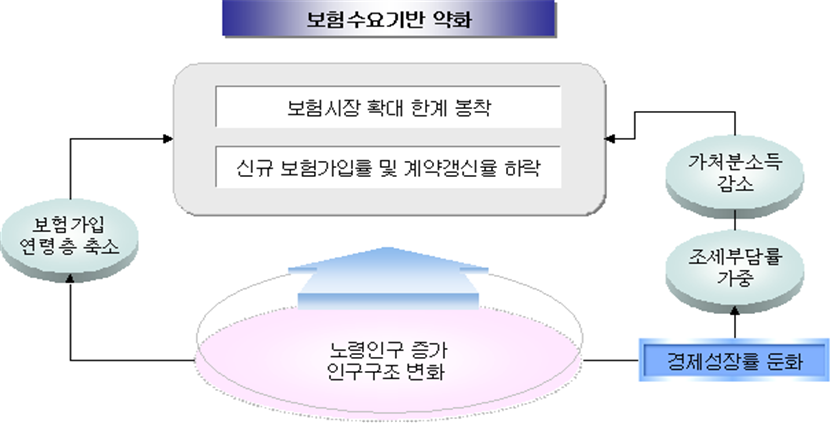 보험수요기반 약화
보험시장 확대 한계 봉착
신규 보험가입률 및 계약갱신율 하락
가처분소득
감소
보험가입
연령층 축소
조세부담률
가중
노령인구 증가
인구구조 변화
경제성장률 둔화